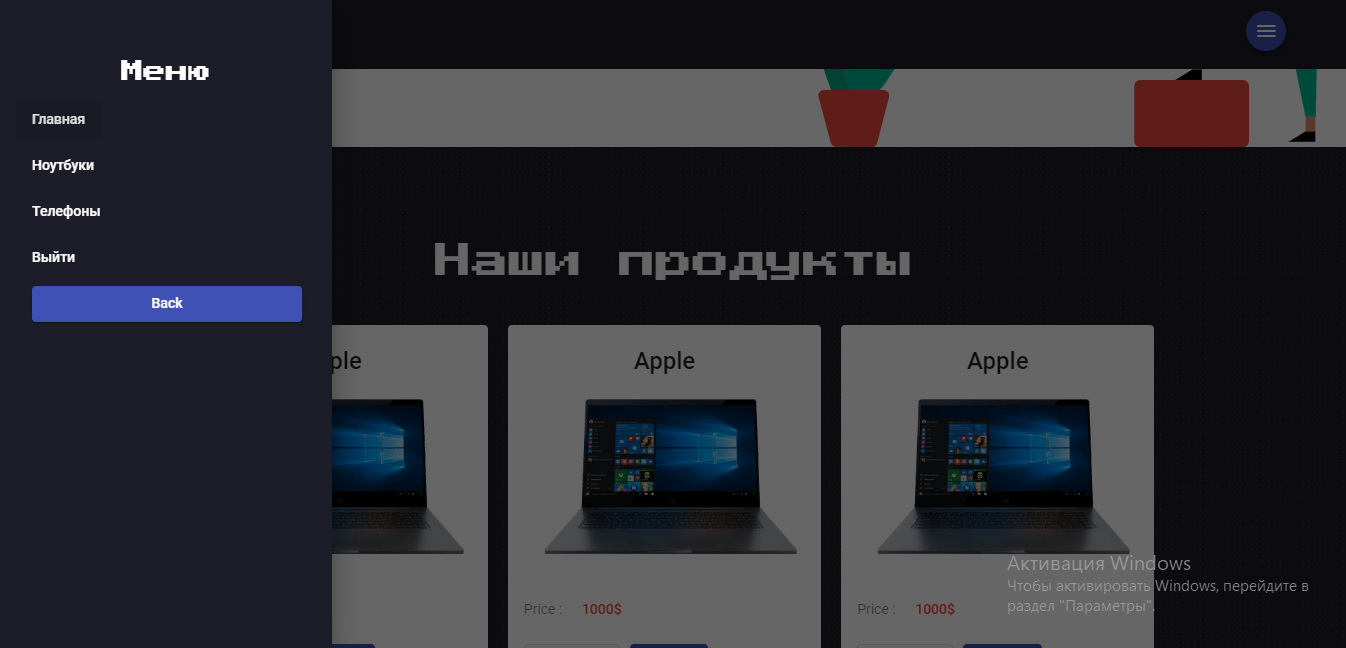 Меню
Главная
Ноутбуки
Телефоны
Выйти
Back
Наши продукты
ple
Apple
Apple
Price : 1000$
Price : 1000$
Активация Windows
Чтобы активировать Windows, перейдите в
раздел "Параметры".